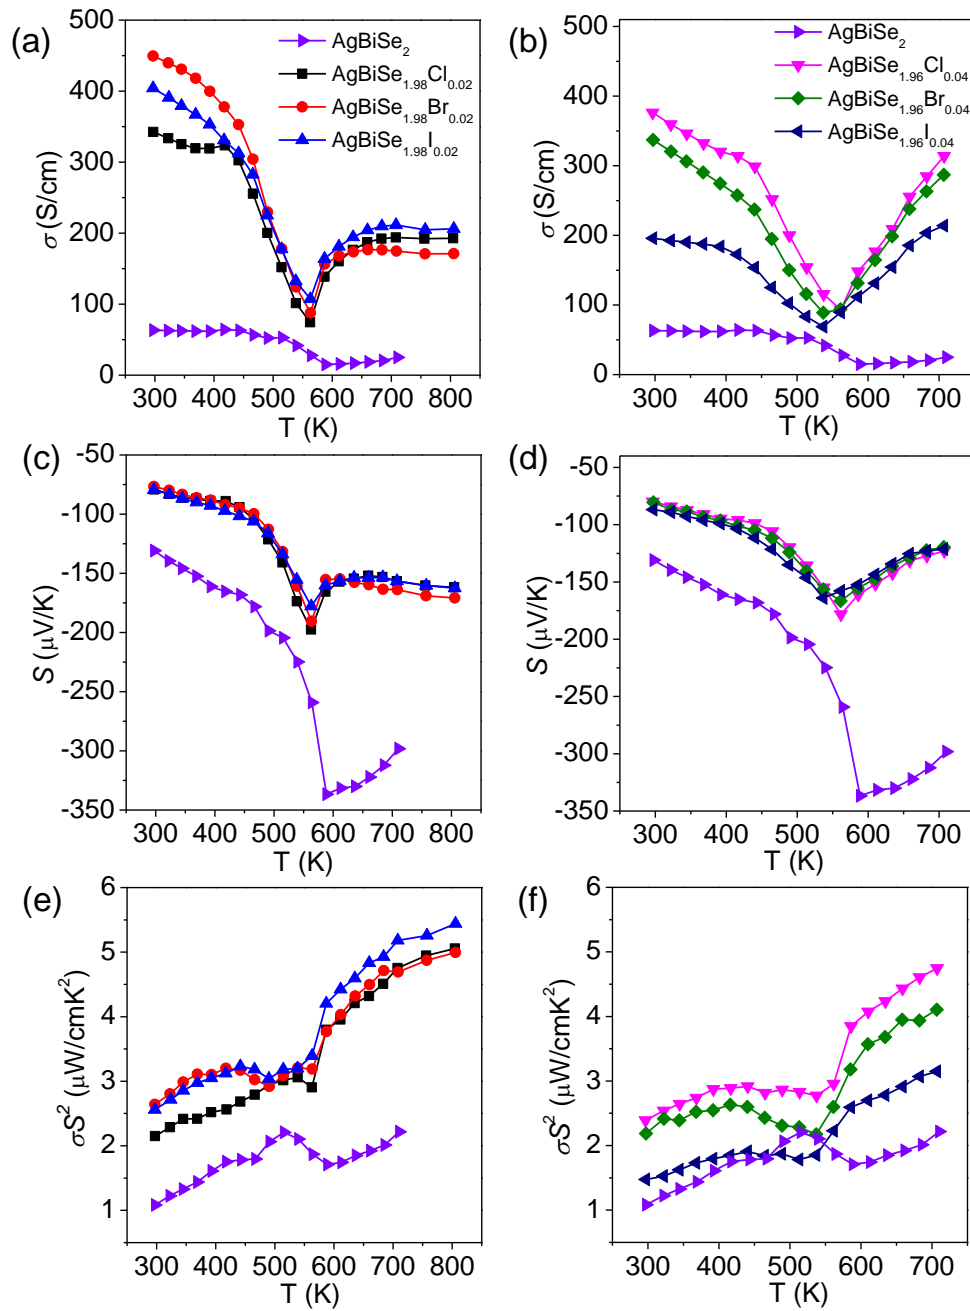 (a)
500
400
300
200
100
0
σ (S/cm)
AgBiSe2
AgBiSe1.98Cl0.02
AgBiSe1.98Br0.02
AgBiSe1.98I0.02
300 400 500 600 700 800
T (K)
(b)
500
400
300
200
100
0
σ (S/cm)
AgBiSe2
AgBiSe1.96Cl0.04
AgBiSe1.96Br0.04
AgBiSe1.96I0.04
300 400 500 600 700
T (K)
(c)
-50
-100
-150
-200
-250
-300
-350
S (μV/K)
300 400 500 600 700 800
T (K)
(d)
-50
-100
-150
-200
-250
-300
-350
S (μV/K)
300 400 500 600 700
T (K)
(e)
6
5
4
3
2
1
σS² (μW/cmK²)
300 400 500 600 700 800
T (K)
(f)
6
5
4
3
2
1
σS² (μW/cmK²)
300 400 500 600 700
T (K)